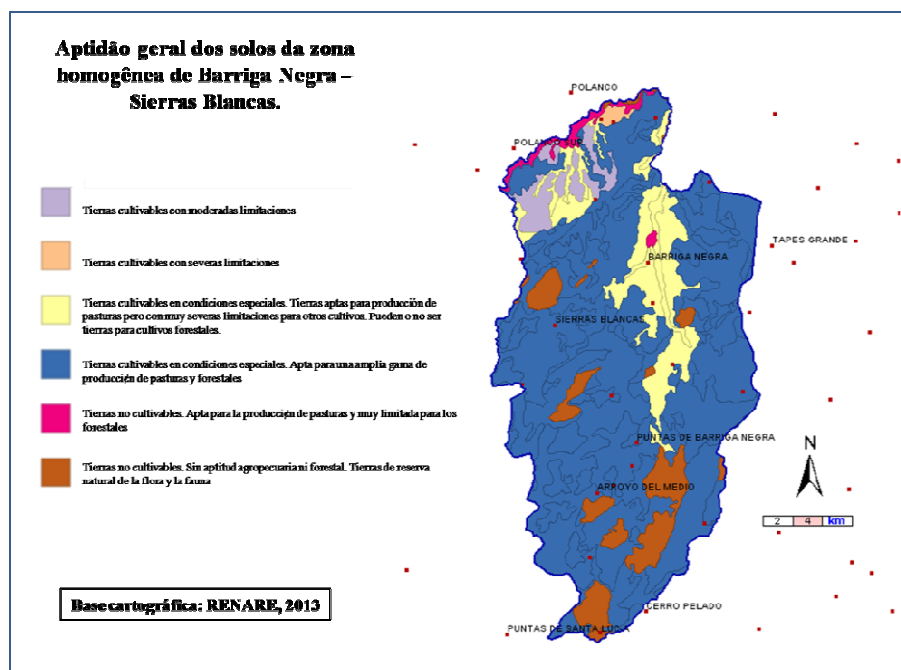 Aptidão geral dos solos da zona
homogênea de Barriga Negra –
Sierras Blancas.
Tierras cultivables con moderadas limitaciones
Tierras cultivables con severas limitaciones
Tierras cultivables en condiciones especiales. Tierras aptas para producción de
pasturas pero con muy severas limitaciones para otros cultivo. Pueden o no ser
tierras para cultivos forestales.
Tierras cultivables en condiciones especiales. Apta para una amplia gama de
producción de pasturas y forestales
Tierras no cultivables. Apta para la producción de pasturas y muy limitada para los
forestales
Tierras no cultivables. Sin aptitud agropecuaria ni forestal. Tierras de reserva
natural de la flora y la fauna
Base cartográfica: RENARE, 2013
POLANCO
POLANCO SUR
TAPES GRANDE
BARRIGA NEGRA
SIERRAS BLANCAS
PUNTAS DE BARRIGA NEGRA
ARROYO DEL MEDIO
CERRO PELADO
PUNTAS DE SANTA LUCIA
N
2 4 km